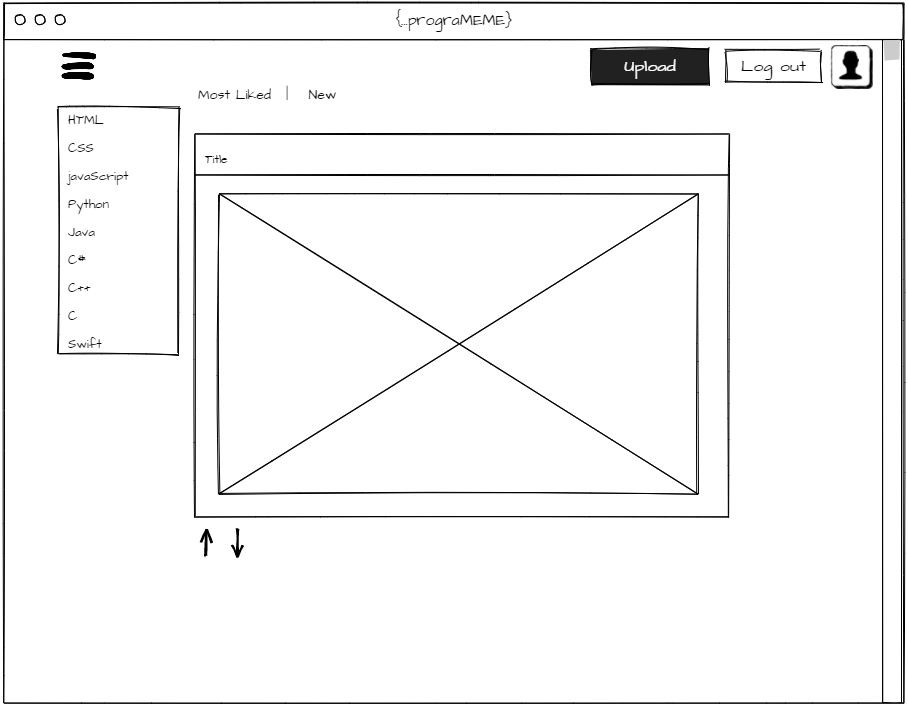 {..prograMEME}
Upload
Log out
Most Liked | New
HTML
CSS
javaScript
Python
Java
C#
C++
C
Swift
Title